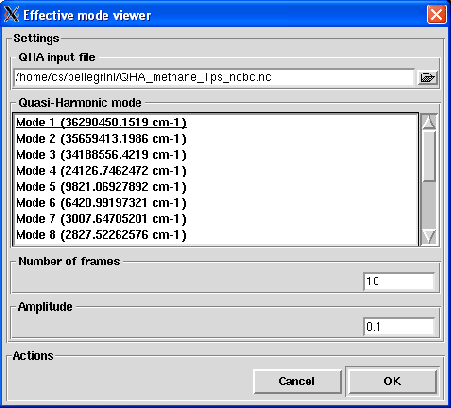 Effective mode viewer
Settings
QHA input file
/home/cs/pellegrini/QHA_methane_1ps_nobc.nc
Quasi-Harmonic mode
Mode 1 (36290450.1519 cm-1)
Mode 2 (35659413.1986 cm-1)
Mode 3 (34188556.4219 cm-1)
Mode 4 (24126.7462472 cm-1)
Mode 5 (9821.06927892 cm-1)
Mode 6 (6420.99197321 cm-1)
Mode 7 (3007.64705201 cm-1)
Mode 8 (2827.52262576 cm-1)
Number of frames
10
Amplitude
0.1
Actions
Cancel OK